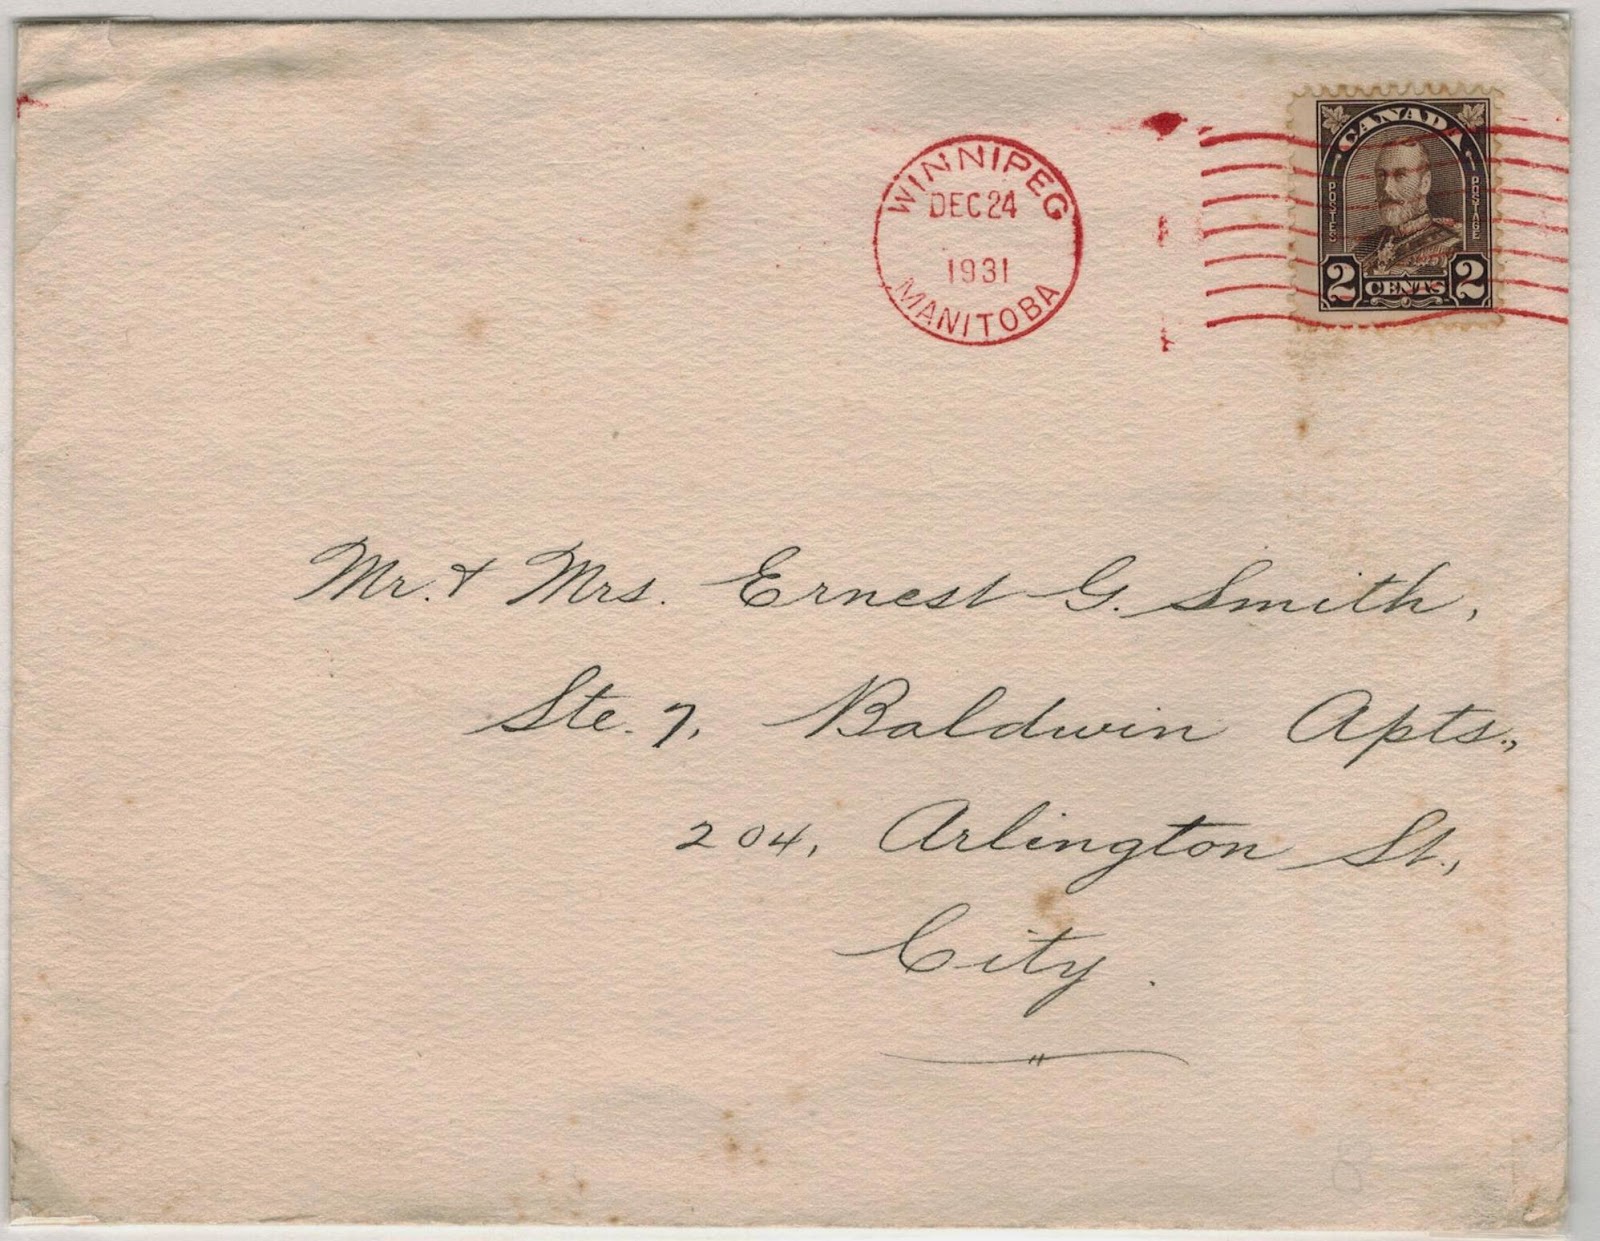 WINNIPEG
DEC 24
1931
MANITOBA
CANADA
POSTES
POSTAGE
2 CENTS 2
Mr. & Mrs. Ernest G. Smith,
Ste. 7, Baldwin Apts.,
204, Arlington St.,
City.
8